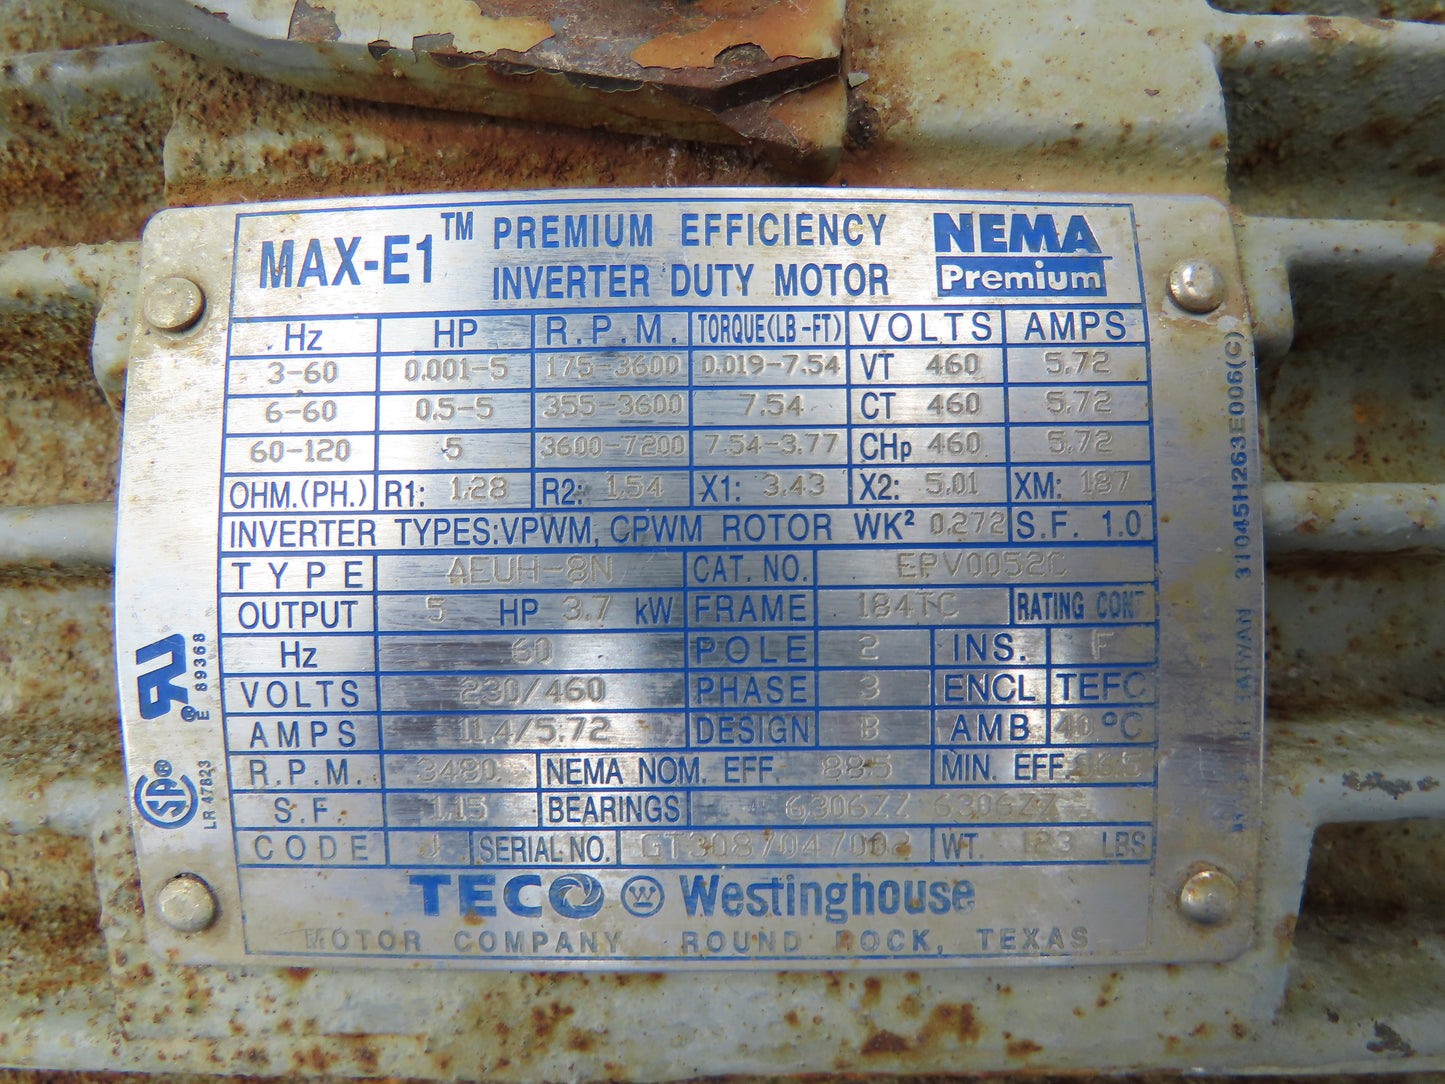 MAX-E1™ PREMIUM EFFICIENCY
INVERTER DUTY MOTOR
NEMA
Premium
Hz HP R.P.M. TORQUE(LB-FT) VOLTS AMPS
3-60 0.001-5 175-3600 0.019-7.54 VT 460 5.72
6-60 0.5-5 355-3600 7.54 CT 460 5.72
60-120 5 3600-7200 7.54-3.77 CHp 460 5.72
OHM.(PH.) R1: 1.28 R2: 1.54 X1: 3.43 X2: 5.01 XM: 187
INVERTER TYPES:VPWM, CPWM ROTOR WK² 0.272 S.F. 1.0
TYPE AEUH-8N CAT. NO. EPV0052C
OUTPUT 5 HP 3.7 kW FRAME 184TC RATING CONT
Hz 60 POLE 2 INS. F
VOLTS 230/460 PHASE 3 ENCL TEFC
AMPS 11.4/5.72 DESIGN B AMB 40 °C
R.P.M. 3480 NEMA NOM. EFF. 88.5 MIN. EFF. 86.5
S.F. 1.15 BEARINGS 6306ZZ 6306ZZ
CODE J SERIAL NO. GT3087047002 WT. 123 LBS
TECO W Westinghouse
MOTOR COMPANY ROUND ROCK, TEXAS
®
E 89368
SP®
LR 47823
TAIWAN 31045H263E006(C)